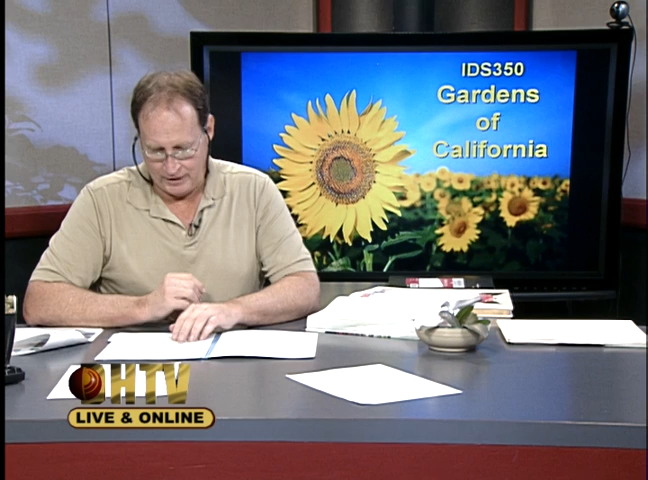 IDS350
Gardens
of
California
DHTV
LIVE & ONLINE